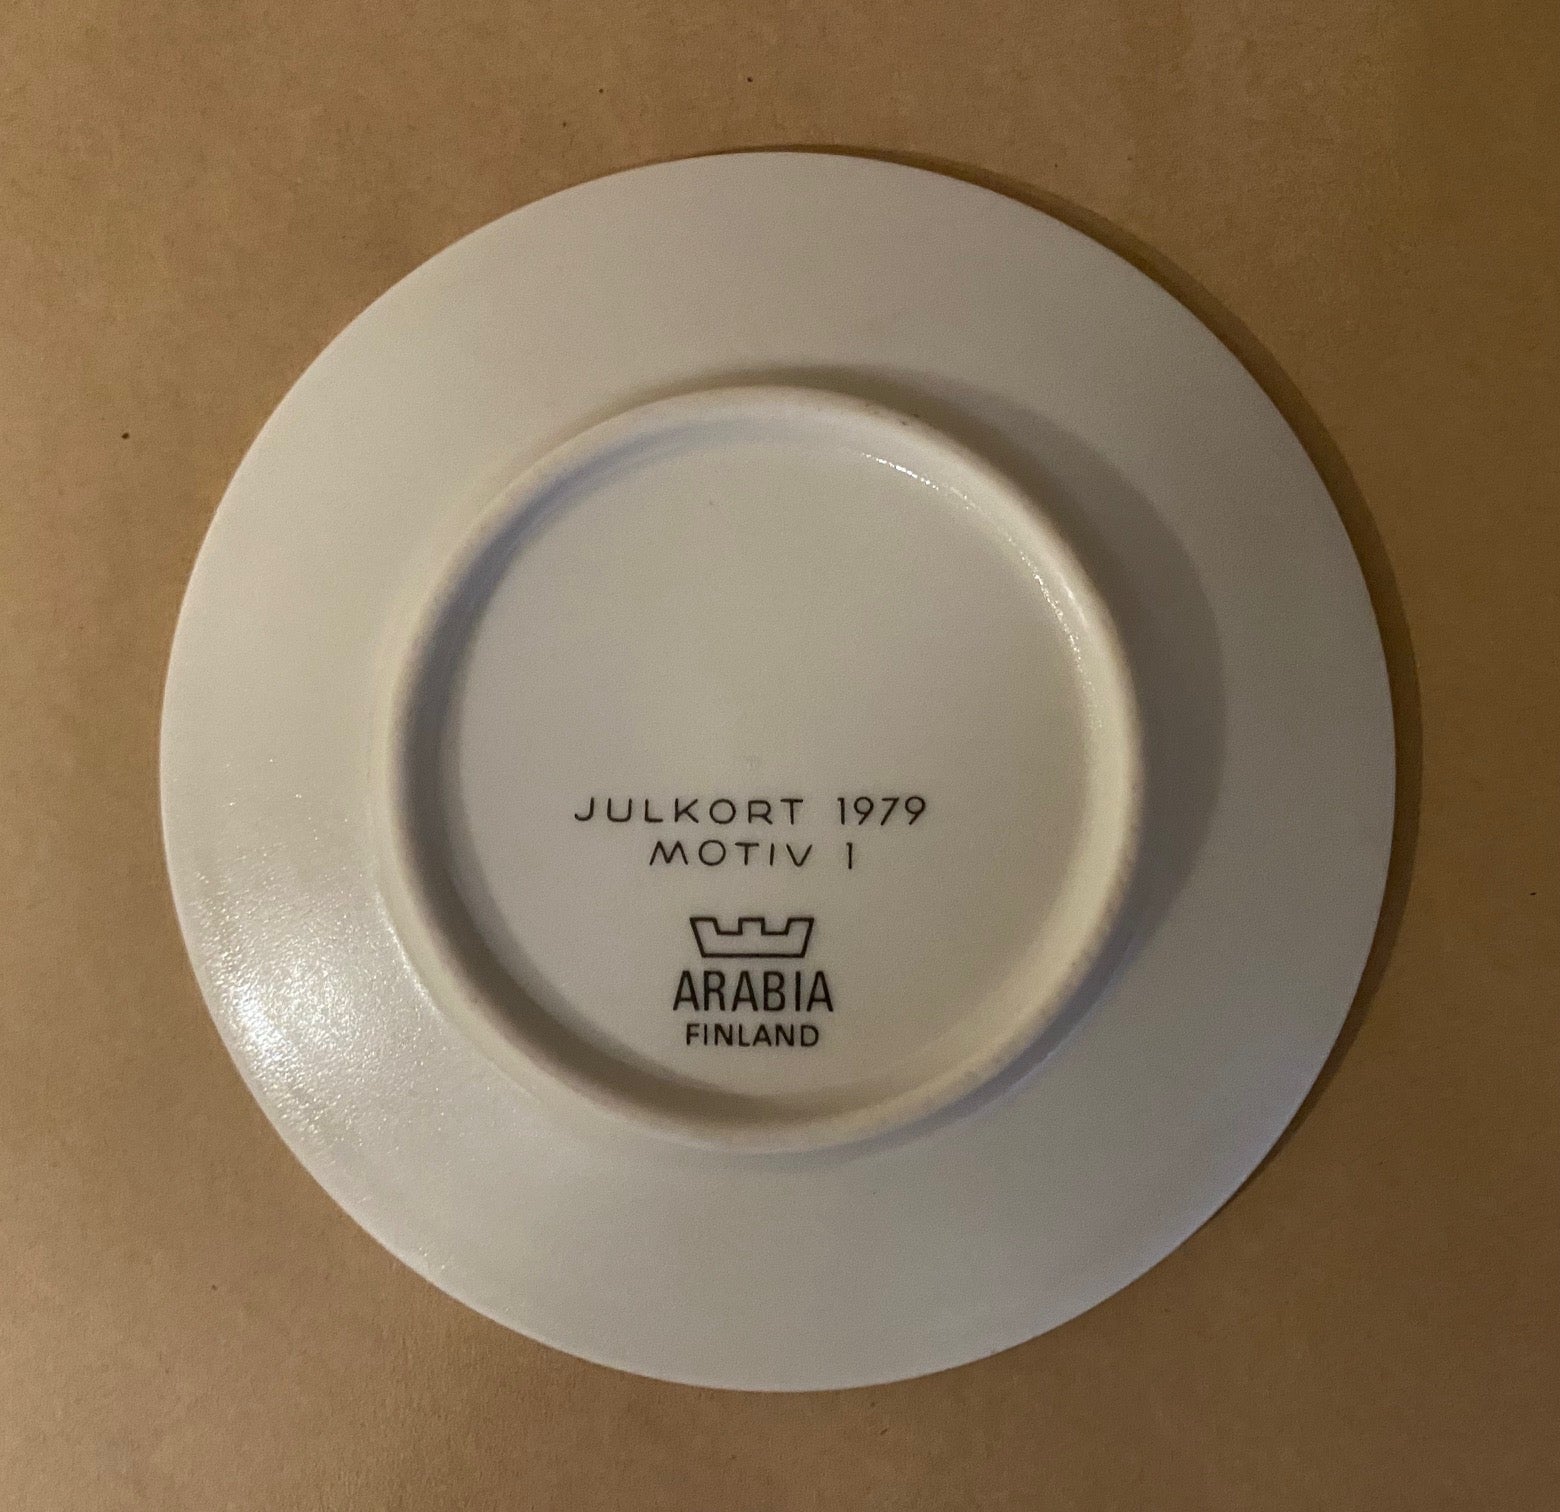 JULKORT 1979
MOTIV 1
ARABIA
FINLAND